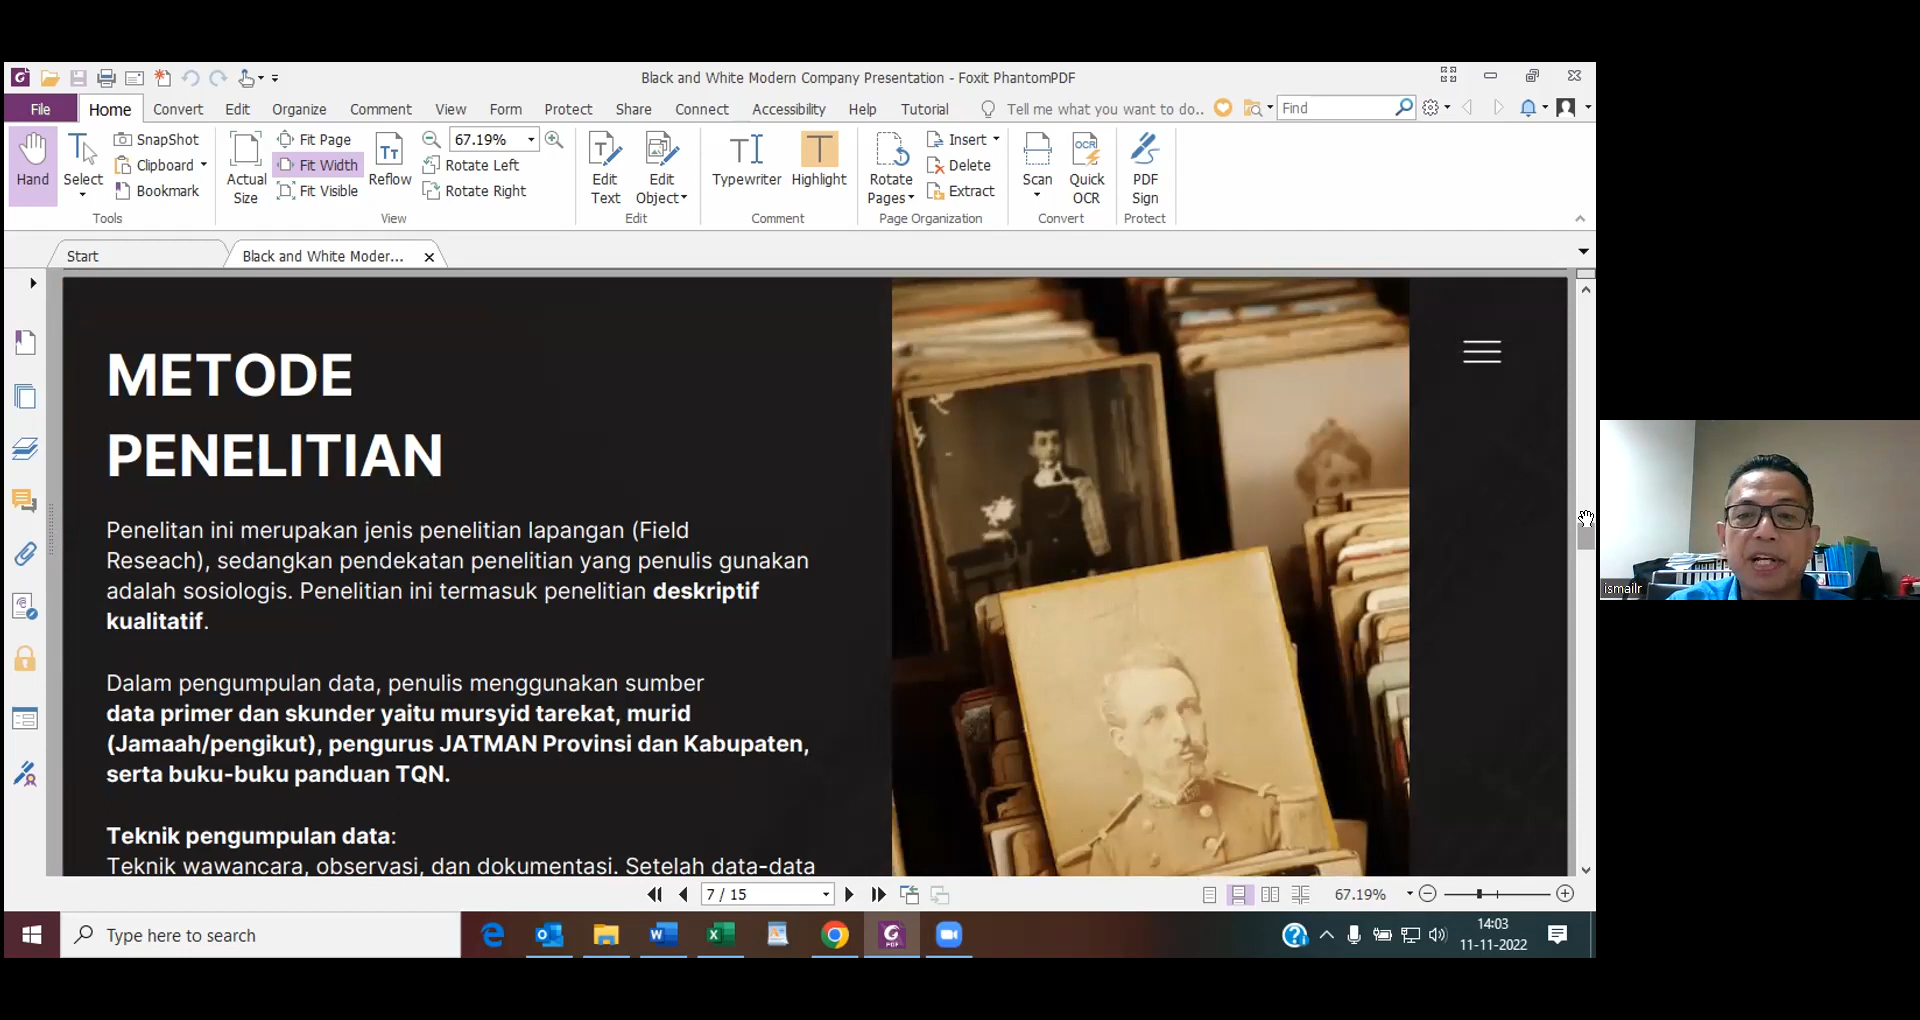 Black and White Modern Company Presentation - Foxit PhantomPDF
File Home Convert Edit Organize Comment View Form Protect Share Connect Accessibility Help Tutorial Tell me what you want to do.. Find
Hand
Select
SnapShot
Clipboard
Bookmark
Tools
Actual
Size
Fit Page
Fit Width
Fit Visible
Reflow
67.19%
Rotate Left
Rotate Right
View
Edit
Text
Edit
Object
Edit
Typewriter
Highlight
Comment
Rotate
Pages
Insert
Delete
Extract
Page Organization
Scan
OCR
Quick
OCR
Convert
PDF
Sign
Protect
Start
Black and White Moder...
METODE
PENELITIAN
Penelitan ini merupakan jenis penelitian lapangan (Field
Reseach), sedangkan pendekatan penelitian yang penulis gunakan
adalah sosiologis. Penelitian ini termasuk penelitian deskriptif
kualitatif.
Dalam pengumpulan data, penulis menggunakan sumber
data primer dan skunder yaitu mursyid tarekat, murid
(Jamaah/pengikut), pengurus JATMAN Provinsi dan Kabupaten,
serta buku-buku panduan TQN.
Teknik pengumpulan data:
Teknik wawancara, observasi, dan dokumentasi. Setelah data-data
ismailr
7 / 15
67.19%
Type here to search
14:03
11-11-2022